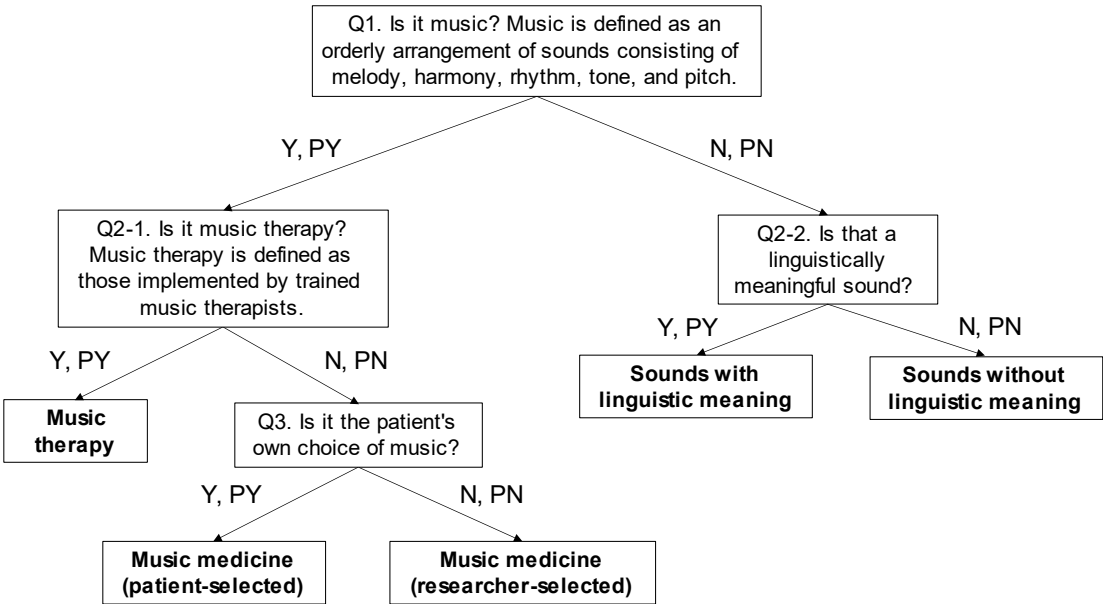 Q1. Is it music? Music is defined as an
orderly arrangement of sounds consisting of
melody, harmony, rhythm, tone, and pitch.
Y, PY
N, PN
Q2-1. Is it music therapy?
Music therapy is defined as
those implemented by trained
music therapists.
Q2-2. Is that a
linguistically
meaningful sound?
Y, PY
N, PN
Y, PY
N, PN
Music
therapy
Q3. Is it the patient's
own choice of music?
Sounds with
linguistic meaning
Sounds without
linguistic meaning
Y, PY
N, PN
Music medicine
(patient-selected)
Music medicine
(researcher-selected)